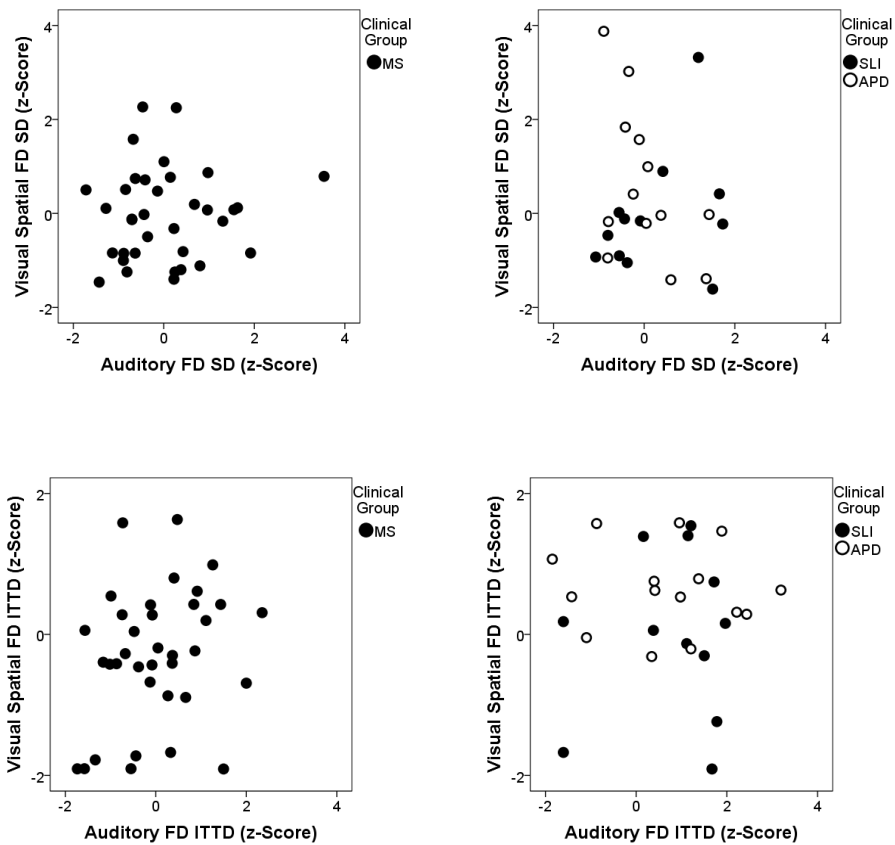 Clinical
Group
MS
4
2
0
-2
-2
0
2
4
Visual Spatial FD SD (z-Score)
Auditory FD SD (z-Score)
Clinical
Group
SLI
APD
4
2
0
-2
-2
0
2
4
Visual Spatial FD SD (z-Score)
Auditory FD SD (z-Score)
Clinical
Group
MS
2
0
-2
-2
0
2
4
Visual Spatial FD ITTD (z-Score)
Auditory FD ITTD (z-Score)
Clinical
Group
SLI
APD
2
0
-2
-2
0
2
4
Visual Spatial FD ITTD (z-Score)
Auditory FD ITTD (z-Score)